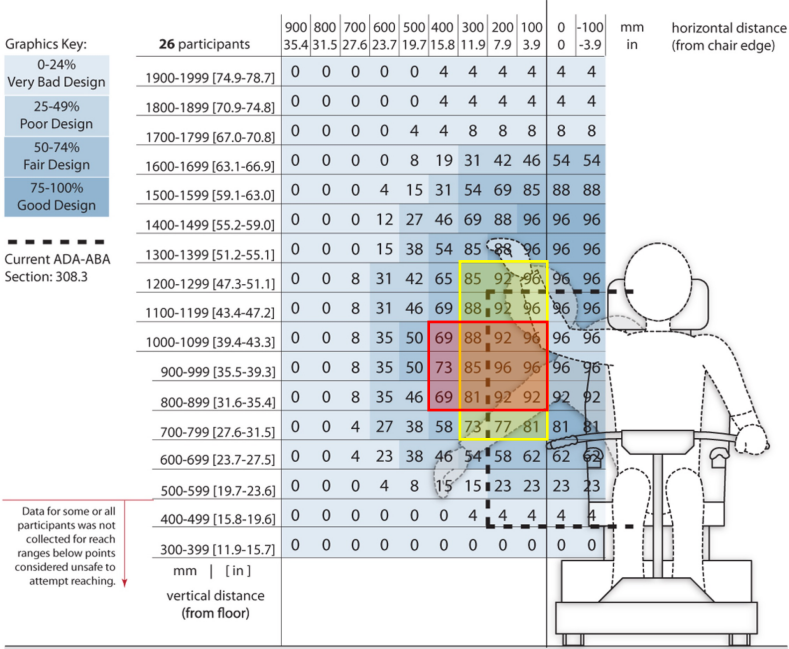 900 800 700 600 500 400 300 200 100 0 -100 mm horizontal distance
Graphics Key: 26 participants 35.4 31.5 27.6 23.7 19.7 15.8 11.9 7.9 3.9 0 -3.9 in (from chair edge)
0-24%
Very Bad Design
25-49%
Poor Design
50-74%
Fair Design
75-100%
Good Design
Current ADA-ABA
Section: 308.3
1900-1999 [74.9-78.7] 0 0 0 0 0 4 4 4 4 4 4
1800-1899 [70.9-74.8] 0 0 0 0 0 4 4 4 4 4 4
1700-1799 [67.0-70.8] 0 0 0 0 4 4 8 8 8 8 8
1600-1699 [63.1-66.9] 0 0 0 0 8 19 31 42 46 54 54
1500-1599 [59.1-63.0] 0 0 0 4 15 31 54 69 85 88 88
1400-1499 [55.2-59.0] 0 0 0 12 27 46 69 88 96 96 96
1300-1399 [51.2-55.1] 0 0 0 15 38 54 85 88 96 96 96
1200-1299 [47.3-51.1] 0 0 8 31 42 65 85 92 96 96 96
1100-1199 [43.4-47.2] 0 0 8 31 46 69 88 92 96 96 96
1000-1099 [39.4-43.3] 0 0 8 35 50 69 88 92 96 96 96
900-999 [35.5-39.3] 0 0 8 35 50 73 85 96 96 96 96
800-899 [31.6-35.4] 0 0 8 35 46 69 81 92 92 92 92
700-799 [27.6-31.5] 0 0 4 27 38 58 73 77 81 81 81
600-699 [23.7-27.5] 0 0 4 23 38 46 54 58 62 62 62
500-599 [19.7-23.6] 0 0 0 4 8 15 15 23 23 23 23
400-499 [15.8-19.6] 0 0 0 0 0 0 4 4 4 4 4
300-399 [11.9-15.7] 0 0 0 0 0 0 0 0 0 0 0
Data for some or all
participants was not
collected for reach
ranges below points
considered unsafe to
attempt reaching.
mm | [in]
vertical distance
(from floor)